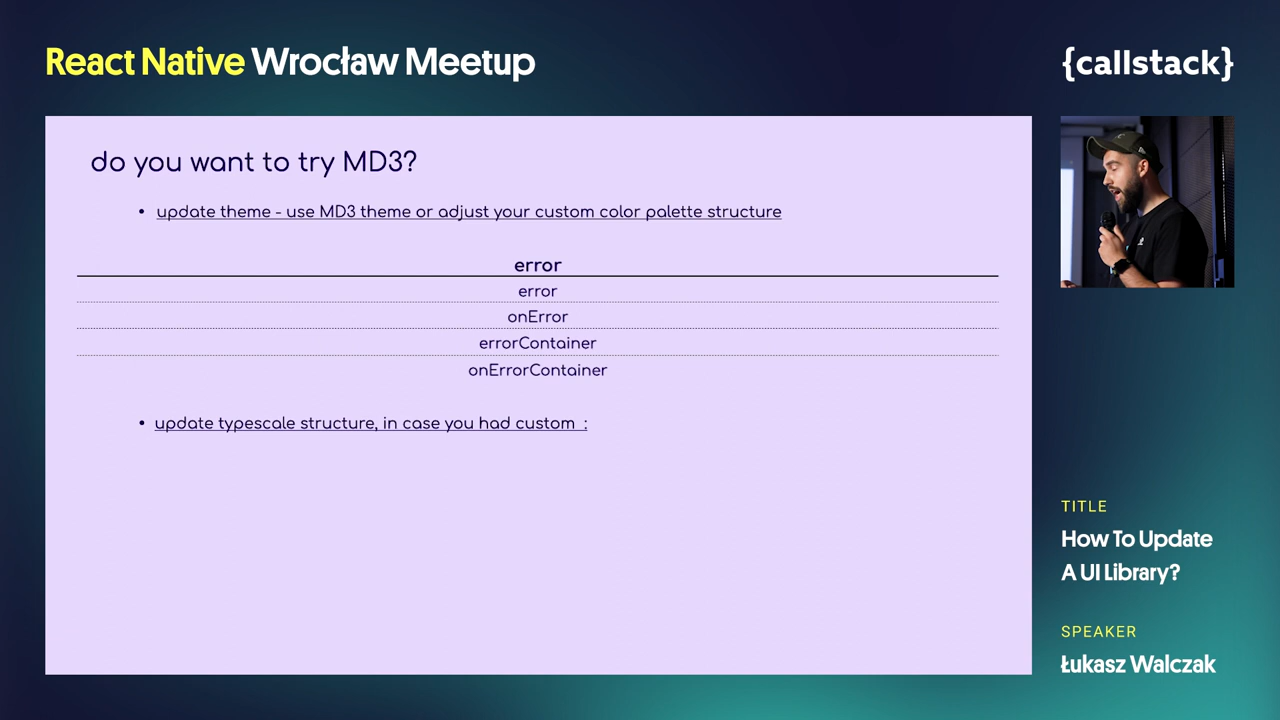 React Native Wrocław Meetup
{callstack}
do you want to try MD3?
• update theme - use MD3 theme or adjust your custom color palette structure
error
error
onError
errorContainer
onErrorContainer
• update typescale structure, in case you had custom :
TITLE
How To Update
A UI Library?
SPEAKER
Łukasz Walczak